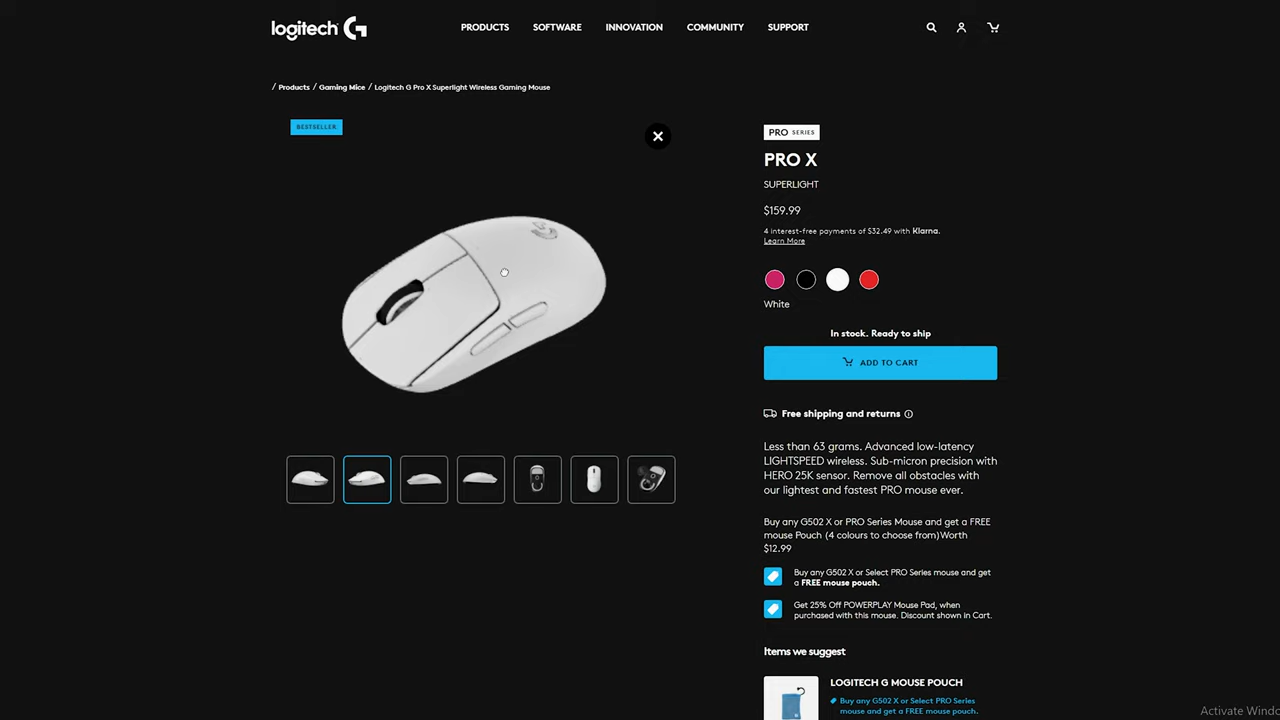 logitech G
PRODUCTS
SOFTWARE
INNOVATION
COMMUNITY
SUPPORT
/ Products / Gaming Mice / Logitech G Pro X Superlight Wireless Gaming Mouse
BESTSELLER
PRO SERIES
PRO X
SUPERLIGHT
$159.99
4 interest-free payments of $32.49 with Klarna.
Learn More
White
In stock. Ready to ship
ADD TO CART
Free shipping and returns
Less than 63 grams. Advanced low-latency
LIGHTSPEED wireless. Sub-micron precision with
HERO 25K sensor. Remove all obstacles with
our lightest and fastest PRO mouse ever.
Buy any G502 X or PRO Series Mouse and get a FREE
mouse Pouch (4 colours to choose from)Worth
$12.99
Buy any G502 X or Select PRO Series mouse and get
a FREE mouse pouch.
Get 25% Off POWERPLAY Mouse Pad, when
purchased with this mouse. Discount shown in Cart.
Items we suggest
LOGITECH G MOUSE POUCH
Buy any G502 X or Select PRO Series
mouse and get a FREE mouse pouch.
Activate Windo